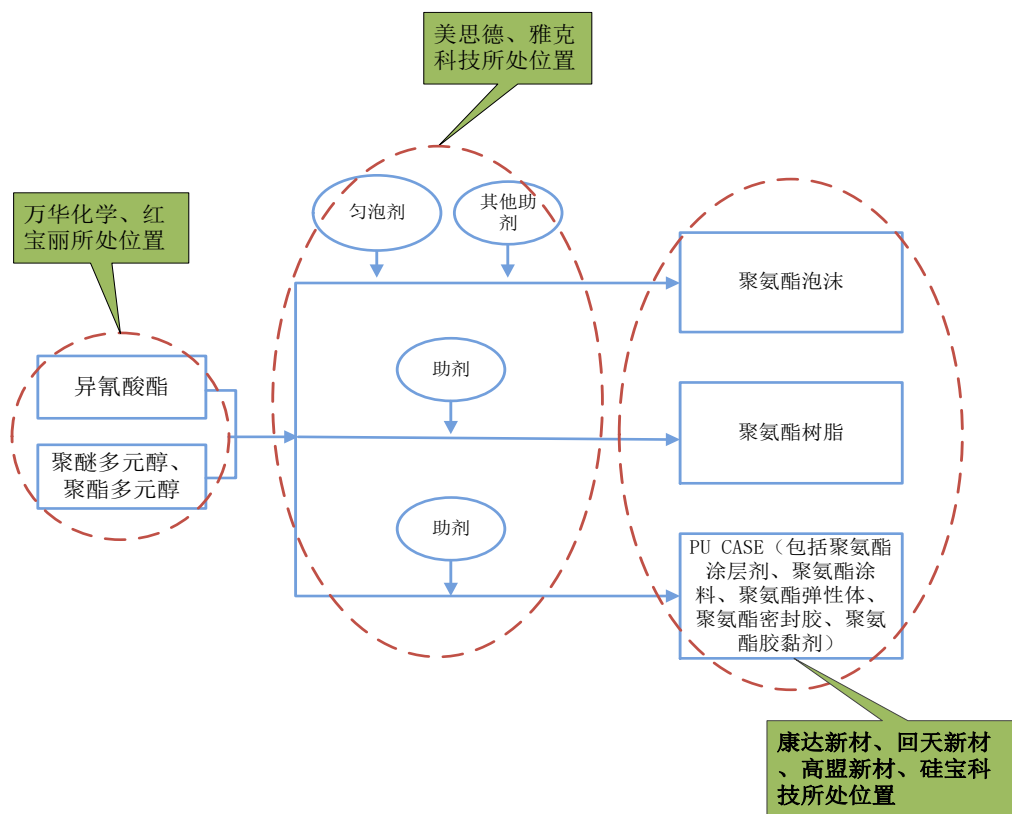 美思德、雅克
科技所处位置
万华化学、红
宝丽所处位置
匀泡剂
其他助
剂
聚氨酯泡沫
异氰酸酯
助剂
聚氨酯树脂
聚醚多元醇、
聚酯多元醇
助剂
PU CASE（包括聚氨酯
涂层剂、聚氨酯涂
料、聚氨酯弹性体、
聚氨酯密封胶、聚氨
酯胶黏剂）
康达新材、回天新材
、高盟新材、硅宝科
技所处位置